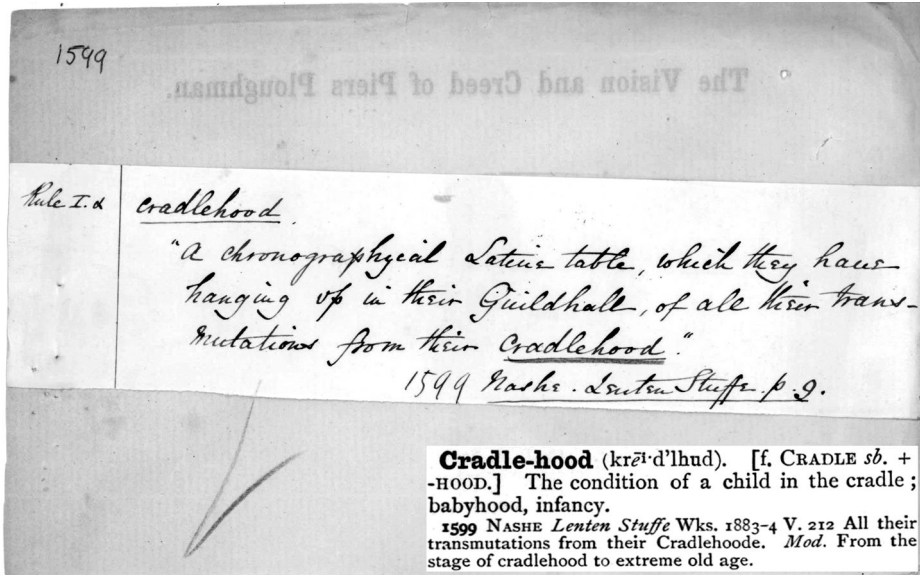 1599
The Vision and Creed of Piers Ploughman.
Rule I. d
cradlehood.
"A chronographycal Latine table, which they haue
hanging vp in their Guildhall, of all their trans-
mutations from their Cradlehood."
1599 Nashe. Lenten Stuffe p. 9.
Cradle-hood (krēı·d'lhud). [f. CRADLE sb. +
-HOOD.] The condition of a child in the cradle;
babyhood, infancy.
1599 NASHE Lenten Stuffe Wks. 1883-4 V. 212 All their
transmutations from their Cradlehoode. Mod. From the
stage of cradlehood to extreme old age.